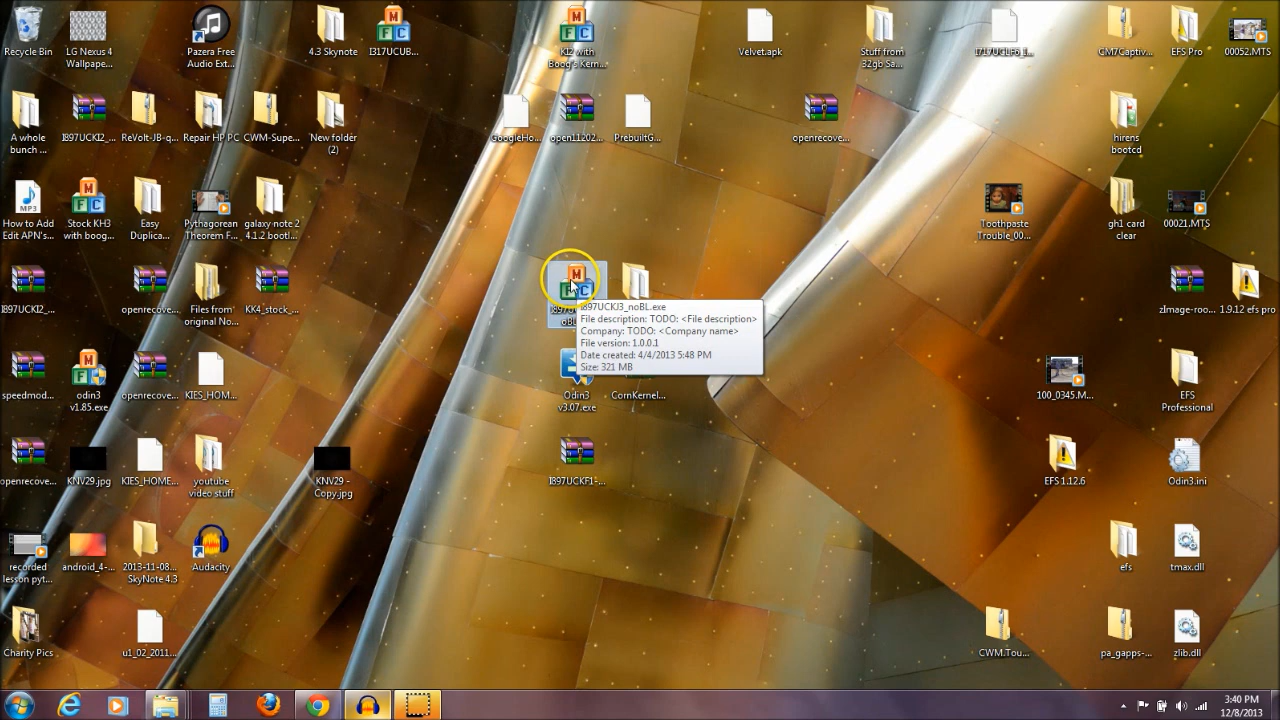 Recycle Bin
LG Nexus 4
Wallpape...
Pazera Free
Audio Ext...
4.3 Skynote
I317UCUB...
KI2 with
Boog's Kern...
Velvet.apk
Stuff from
32gb Sa...
I717UCLF6_I...
CM7Captiv...
EFS Pro
00052.MTS
A whole
bunch ...
I897UCKI2_...
ReVolt-JB-q...
Repair HP PC
CWM-Supe...
New folder
(2)
GoogleHo...
open11202...
PrebuiltG...
openrecove...
hirens
bootcd
How to Add
Edit APN's...
Stock KH3
with boog...
Easy
Duplica...
Pythagorean
Theorem F...
galaxy note 2
4.1.2 bootl...
Toothpaste
Trouble_00...
gh1 card
clear
00021.MTS
I897UCKI2...
openrecove...
Files from
original No...
KK4_stock_...
I897UCKJ3_noBL.exe
File description: TODO: <File description>
Company: TODO: <Company name>
File version: 1.0.0.1
Date created: 4/4/2013 5:48 PM
Size: 321 MB
zImage-roo...
1.9.12 efs pro
speedmod...
odin3
v1.85.exe
openrecove...
KIES_HOM...
Odin3
v3.07.exe
CornKernel...
100_0345.M...
EFS
Professional
openrecove...
KNV29.jpg
KIES_HOME...
youtube
video stuff
KNV29 -
Copy.jpg
I897UCKF1-...
EFS 1.12.6
Odin3.ini
recorded
lesson pyt...
android_4-...
2013-11-08...
SkyNote 4.3
Audacity
efs
tmax.dll
Charity Pics
u1_02_2011...
CWM.Tou...
pa_gapps-...
zlib.dll
3:40 PM
12/8/2013